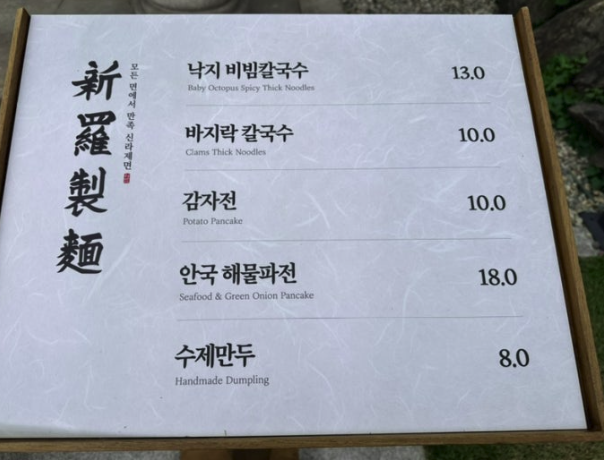 新羅製麵
모든 면에서 만족 신라제면
낙지 비빔칼국수 13.0
Baby Octopus Spicy Thick Noodles
바지락 칼국수 10.0
Clams Thick Noodles
감자전 10.0
Potato Pancake
안국 해물파전 18.0
Seafood & Green Onion Pancake
수제만두 8.0
Handmade Dumpling